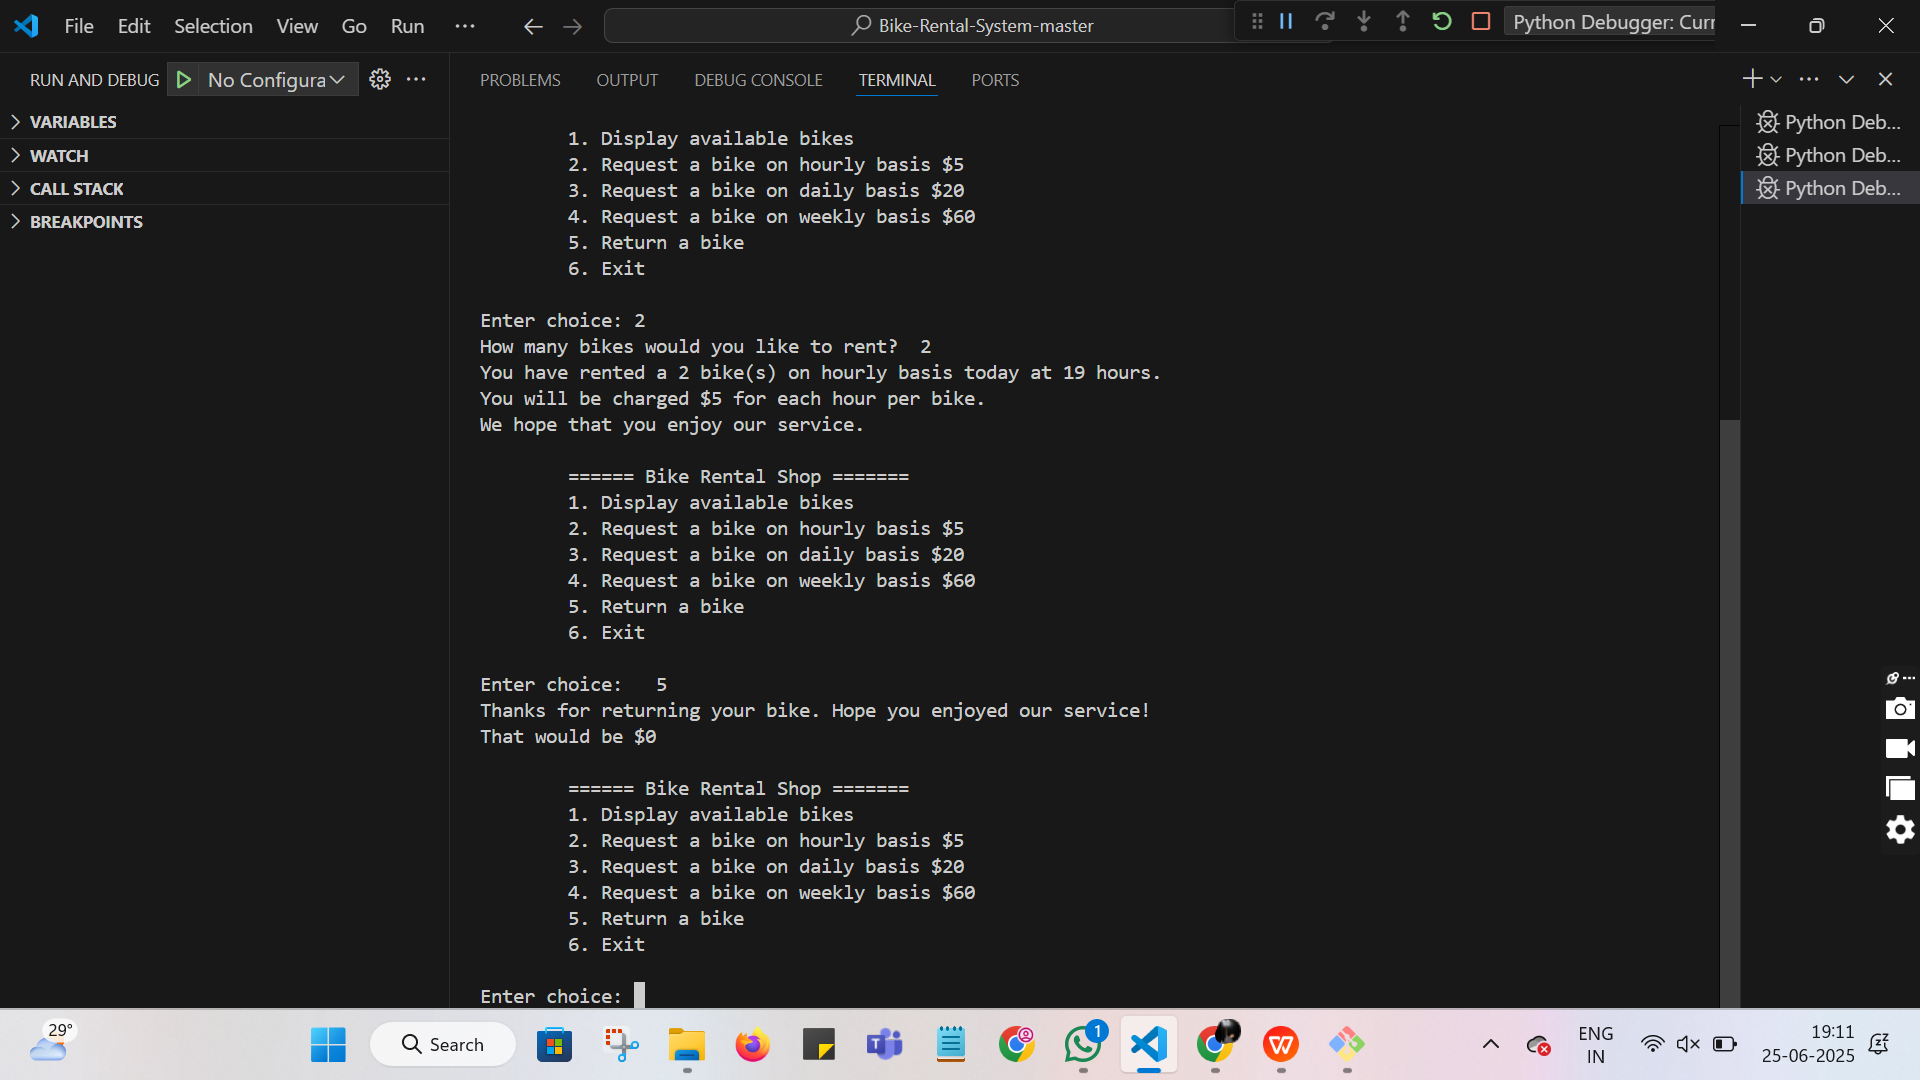 File Edit Selection View Go Run ...
Bike-Rental-System-master
Python Debugger: Curr
RUN AND DEBUG
No Configura
VARIABLES
WATCH
CALL STACK
BREAKPOINTS
PROBLEMS OUTPUT DEBUG CONSOLE TERMINAL PORTS
1. Display available bikes
2. Request a bike on hourly basis $5
3. Request a bike on daily basis $20
4. Request a bike on weekly basis $60
5. Return a bike
6. Exit
Enter choice: 2
How many bikes would you like to rent?  2
You have rented a 2 bike(s) on hourly basis today at 19 hours.
You will be charged $5 for each hour per bike.
We hope that you enjoy our service.
====== Bike Rental Shop =======
1. Display available bikes
2. Request a bike on hourly basis $5
3. Request a bike on daily basis $20
4. Request a bike on weekly basis $60
5. Return a bike
6. Exit
Enter choice:   5
Thanks for returning your bike. Hope you enjoyed our service!
That would be $0
====== Bike Rental Shop =======
1. Display available bikes
2. Request a bike on hourly basis $5
3. Request a bike on daily basis $20
4. Request a bike on weekly basis $60
5. Return a bike
6. Exit
Enter choice:
Python Deb...
Python Deb...
Python Deb...
29°
Search
1
ENG
IN
19:11
25-06-2025